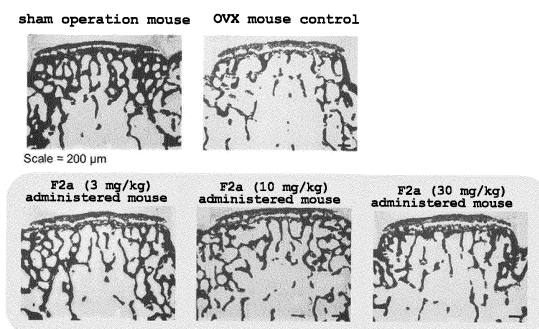 sham operation mouse
OVX mouse control
Scale = 200 μm
F2a (3 mg/kg)
administered mouse
F2a (10 mg/kg)
administered mouse
F2a (30 mg/kg)
administered mouse